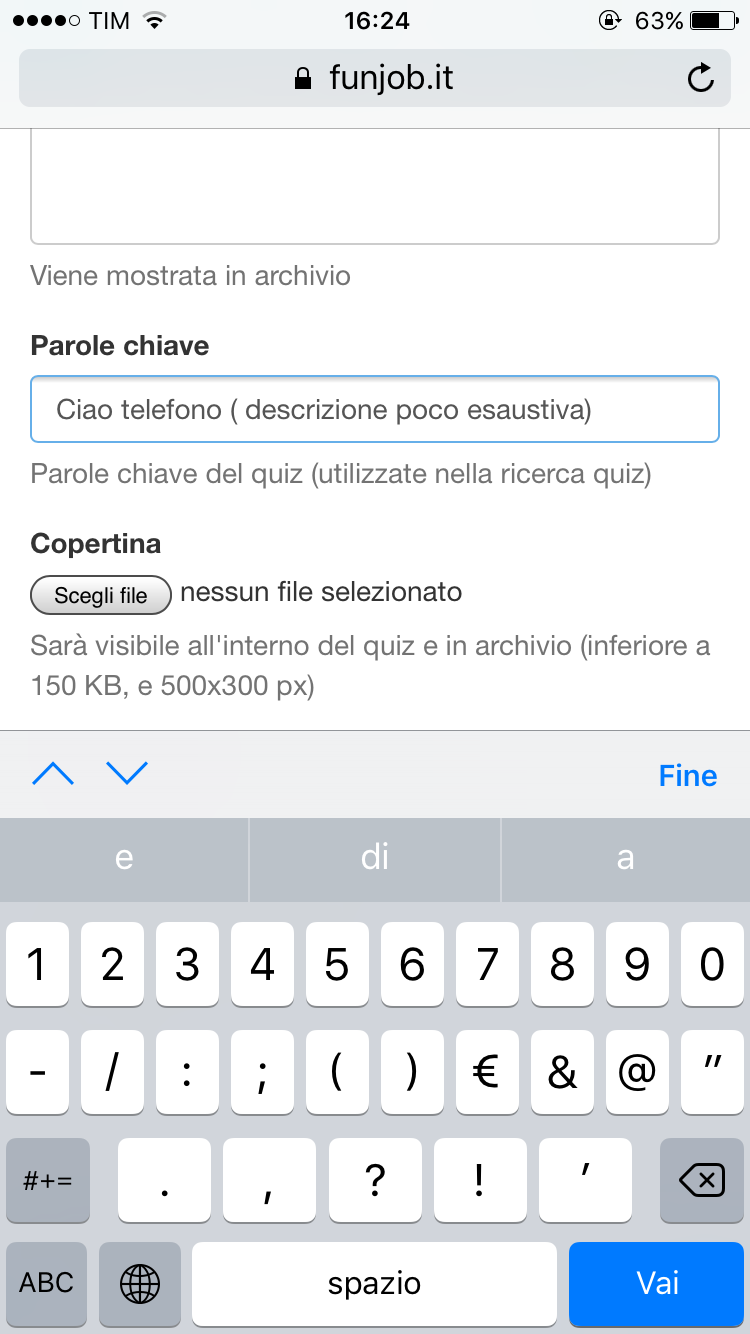 TIM 16:24 63%
funjob.it
Viene mostrata in archivio
Parole chiave
Ciao telefono ( descrizione poco esaustiva)
Parole chiave del quiz (utilizzate nella ricerca quiz)
Copertina
Scegli file nessun file selezionato
Sarà visibile all'interno del quiz e in archivio (inferiore a
150 KB, e 500x300 px)
Fine
e di a
1 2 3 4 5 6 7 8 9 0
- / : ; ( ) € & @ "
#+= . , ? ! '
ABC spazio Vai